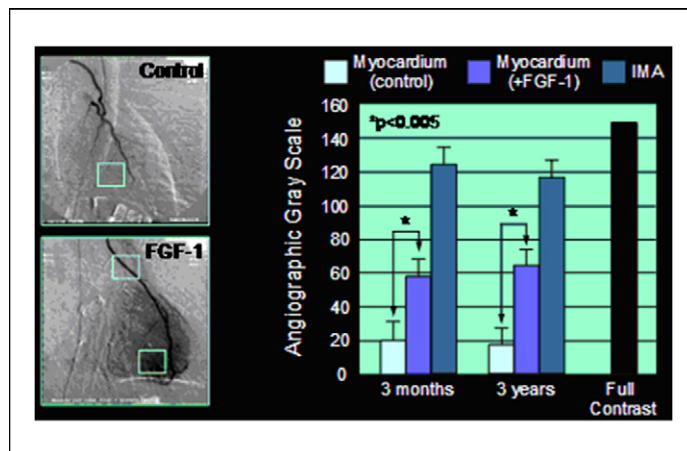 Control
FGF-1
Myocardium
(control)
Myocardium
(+FGF-1)
IMA
*p<0.005
Angiographic Gray Scale
160
140
120
100
80
60
40
20
0
*
*
3 months
3 years
Full
Contrast